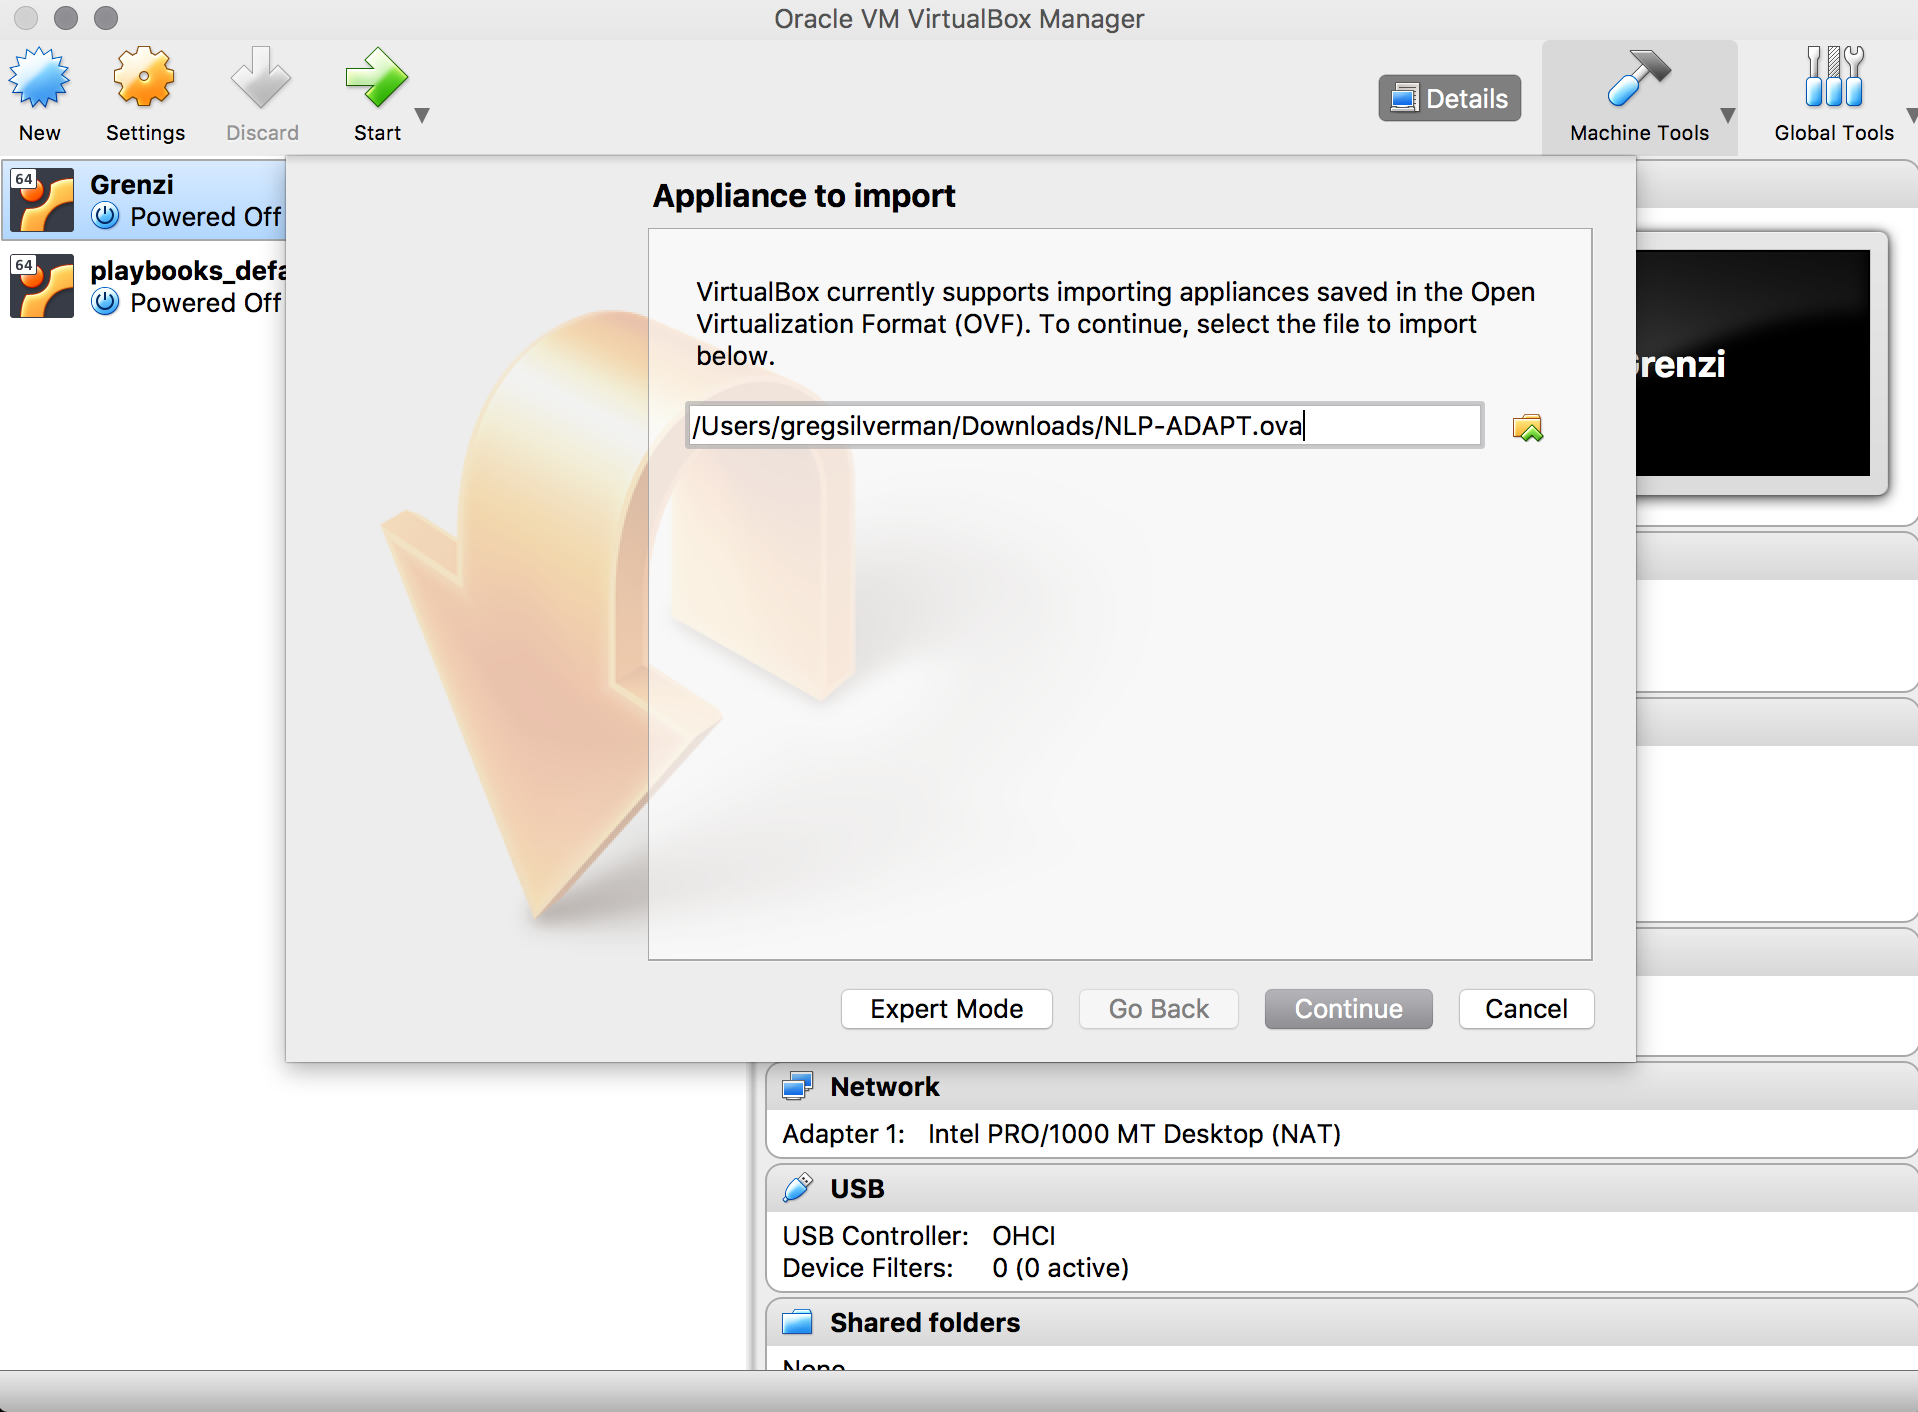 Oracle VM VirtualBox Manager
New
Settings
Discard
Start
Details
Machine Tools
Global Tools
64
Grenzi
Powered Off
64
playbooks_defa
Powered Off
Appliance to import
VirtualBox currently supports importing appliances saved in the Open
Virtualization Format (OVF). To continue, select the file to import
below.
/Users/gregsilverman/Downloads/NLP-ADAPT.ova
Grenzi
Expert Mode
Go Back
Continue
Cancel
Network
Adapter 1: Intel PRO/1000 MT Desktop (NAT)
USB
USB Controller: OHCI
Device Filters: 0 (0 active)
Shared folders
None